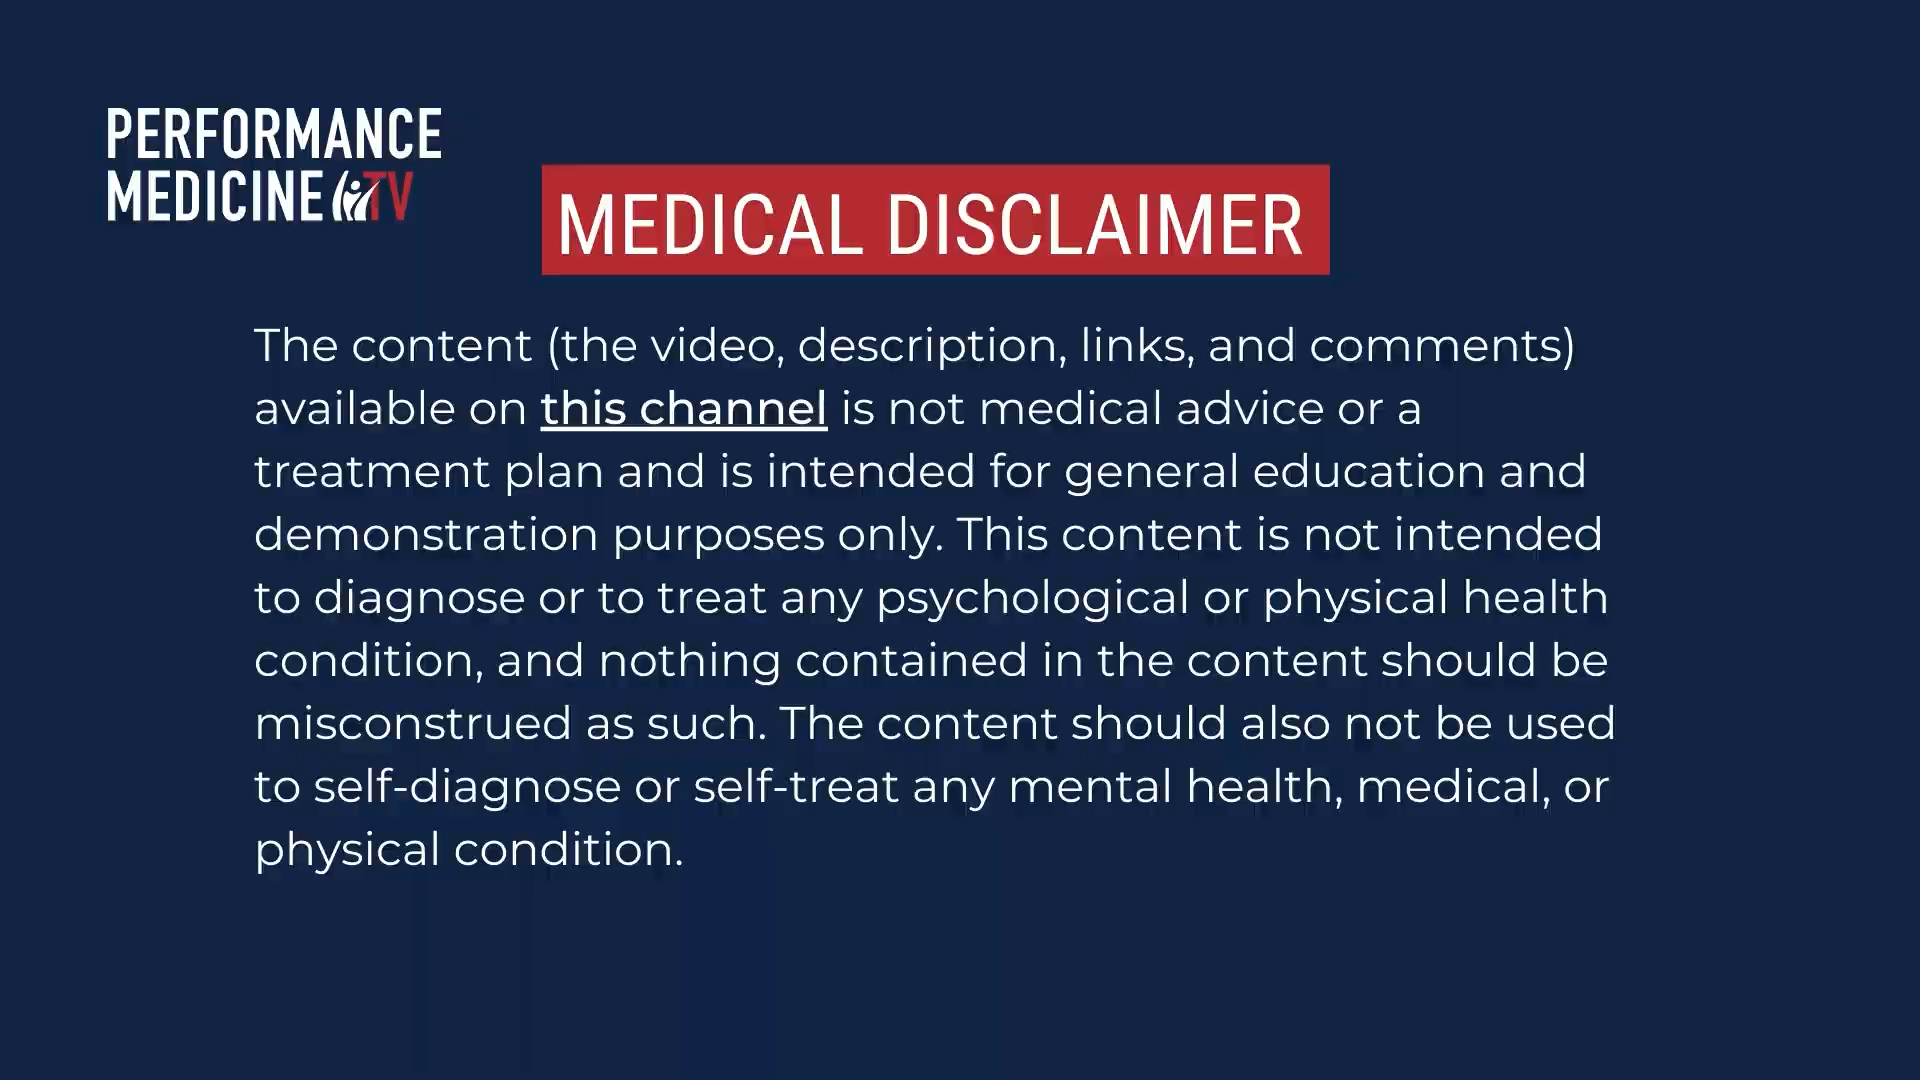 PERFORMANCE
MEDICINE TV
MEDICAL DISCLAIMER
The content (the video, description, links, and comments)
available on this channel is not medical advice or a
treatment plan and is intended for general education and
demonstration purposes only. This content is not intended
to diagnose or to treat any psychological or physical health
condition, and nothing contained in the content should be
misconstrued as such. The content should also not be used
to self-diagnose or self-treat any mental health, medical, or
physical condition.